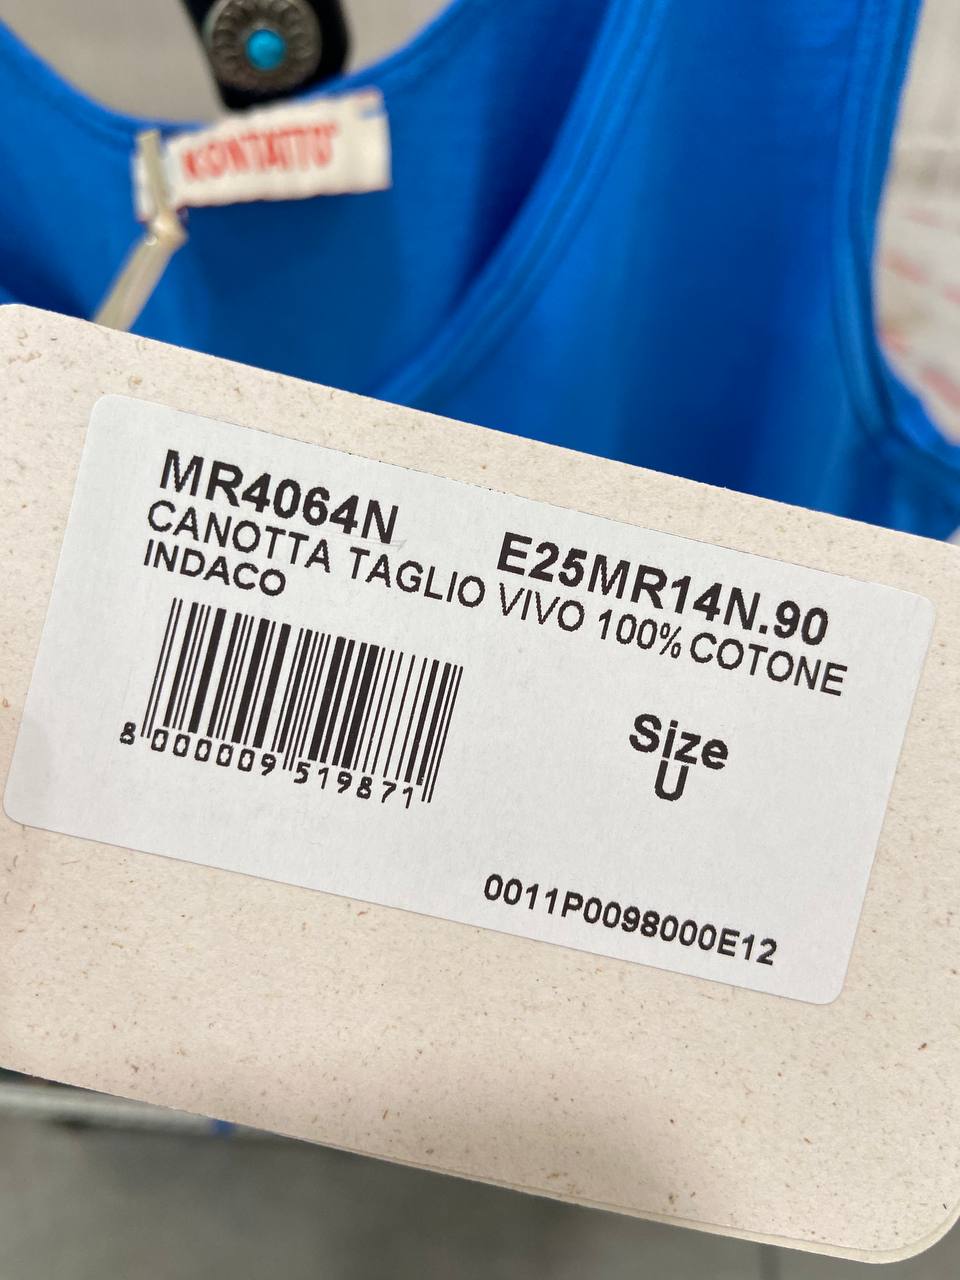 KONTATTO
MR4064N
E25MR14N.90
CANOTTA TAGLIO VIVO 100% COTONE
INDACO
8 000009 519871
Size
U
0011P0098000E12